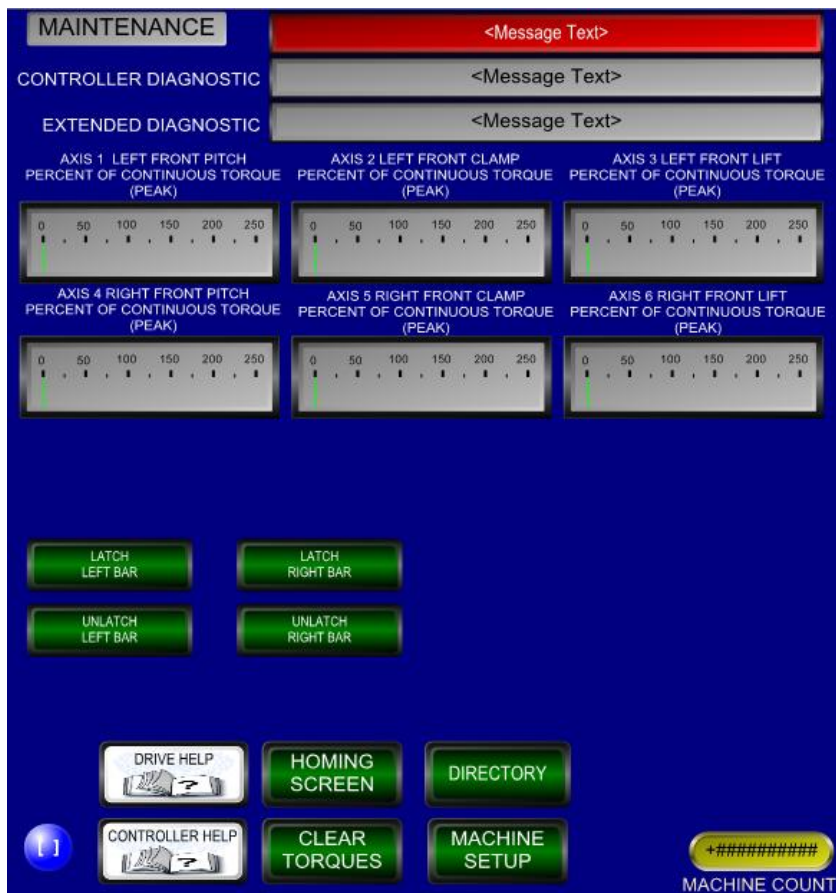 MAINTENANCE
<Message Text>
CONTROLLER DIAGNOSTIC
<Message Text>
EXTENDED DIAGNOSTIC
<Message Text>
AXIS 1 LEFT FRONT PITCH
PERCENT OF CONTINUOUS TORQUE
(PEAK)
0 50 100 150 200 250
AXIS 2 LEFT FRONT CLAMP
PERCENT OF CONTINUOUS TORQUE
(PEAK)
0 50 100 150 200 250
AXIS 3 LEFT FRONT LIFT
PERCENT OF CONTINUOUS TORQUE
(PEAK)
0 50 100 150 200 250
AXIS 4 RIGHT FRONT PITCH
PERCENT OF CONTINUOUS TORQUE
(PEAK)
0 50 100 150 200 250
AXIS 5 RIGHT FRONT CLAMP
PERCENT OF CONTINUOUS TORQUE
(PEAK)
0 50 100 150 200 250
AXIS 6 RIGHT FRONT LIFT
PERCENT OF CONTINUOUS TORQUE
(PEAK)
0 50 100 150 200 250
LATCH
LEFT BAR
LATCH
RIGHT BAR
UNLATCH
LEFT BAR
UNLATCH
RIGHT BAR
DRIVE HELP
?
HOMING
SCREEN
DIRECTORY
[ ]
CONTROLLER HELP
?
CLEAR
TORQUES
MACHINE
SETUP
+##########
MACHINE COUNT